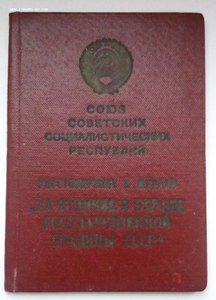 СОЮЗ
СОВЕТСКИХ
СОЦИАЛИСТИЧЕСКИХ
РЕСПУБЛИК
УДОСТОВЕРЕНИЕ К МЕДАЛИ
„ЗА ОТЛИЧИЕ В ОХРАНЕ
ГОСУДАРСТВЕННОЙ
ГРАНИЦЫ СССР“